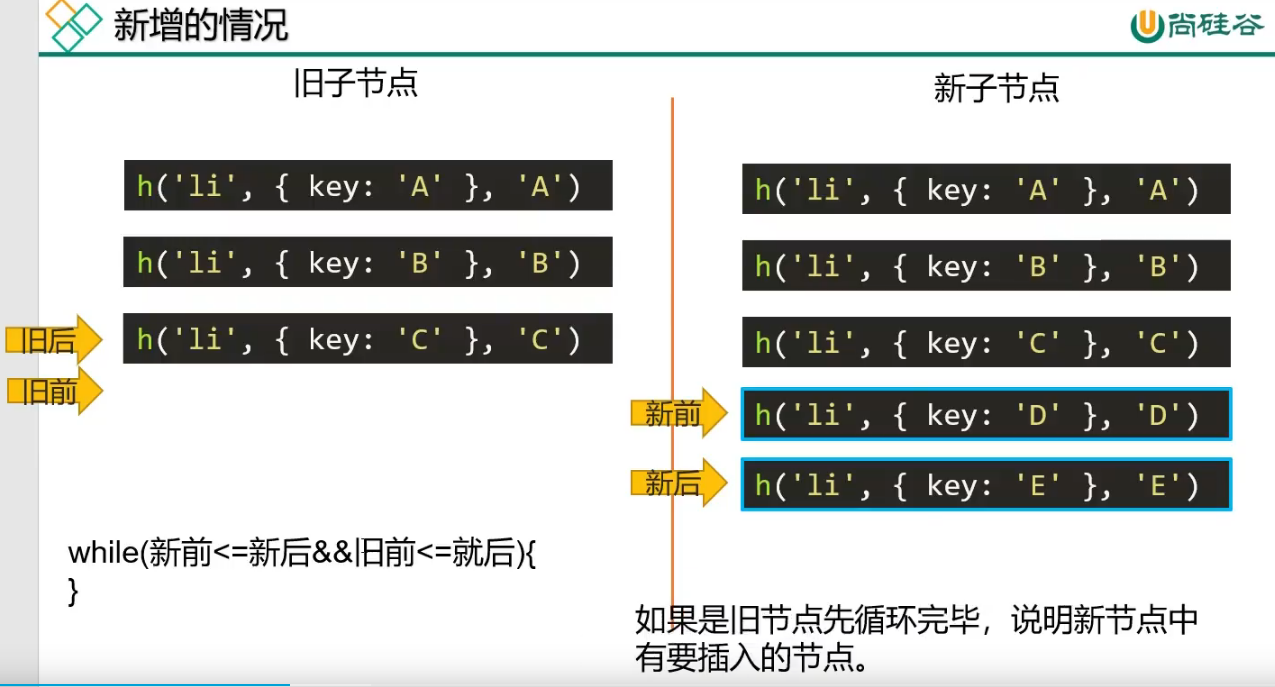 新增的情况
尚硅谷
旧子节点
新子节点
h('li', { key: 'A' }, 'A')
h('li', { key: 'B' }, 'B')
旧后
h('li', { key: 'C' }, 'C')
旧前
h('li', { key: 'A' }, 'A')
h('li', { key: 'B' }, 'B')
h('li', { key: 'C' }, 'C')
新前
h('li', { key: 'D' }, 'D')
新后
h('li', { key: 'E' }, 'E')
while(新前<=新后&&旧前<=就后){
}
如果是旧节点先循环完毕，说明新节点中
有要插入的节点。